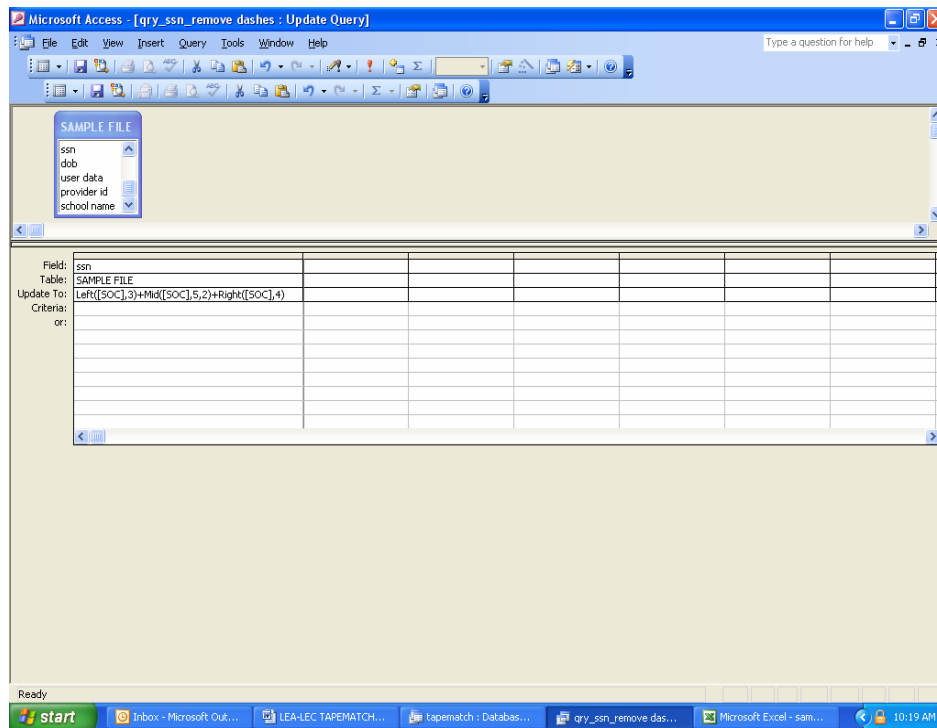 Microsoft Access - [qry_ssn_remove dashes : Update Query]
File Edit View Insert Query Tools Window Help
Type a question for help
SAMPLE FILE
ssn
dob
user data
provider id
school name
Field: ssn
Table: SAMPLE FILE
Update To: Left([SOC],3)+Mid([SOC],5,2)+Right([SOC],4)
Criteria:
or:
Ready
start Inbox - Microsoft Out... LEA-LEC TAPEMATCH... tapematch : Databas... qry_ssn_remove das... Microsoft Excel - sam... 10:19 AM